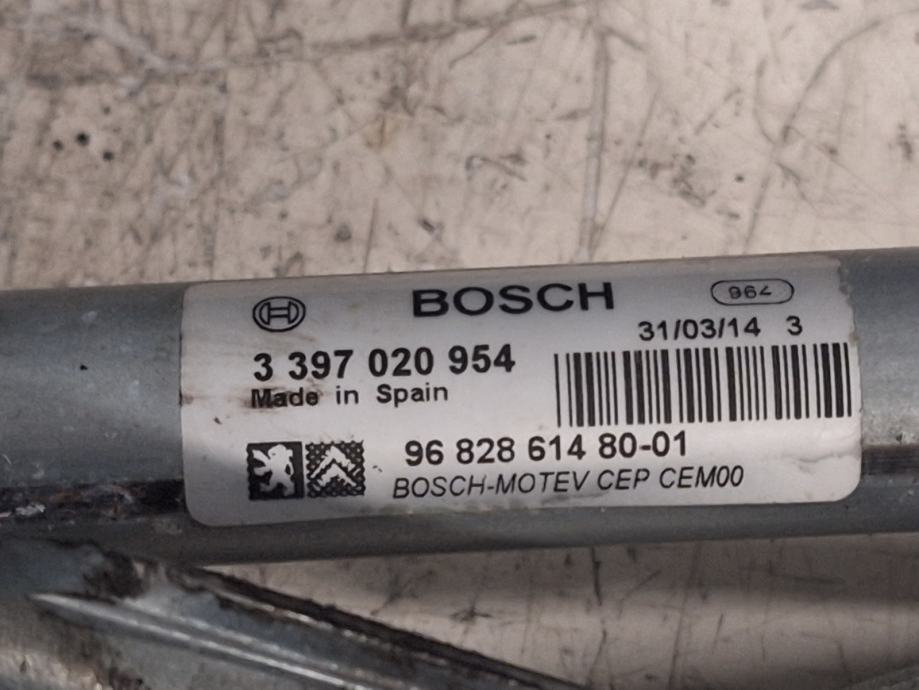 BOSCH
964
31/03/14 3
3 397 020 954
Made in Spain
96 828 614 80-01
BOSCH-MOTEV CEP CEM00